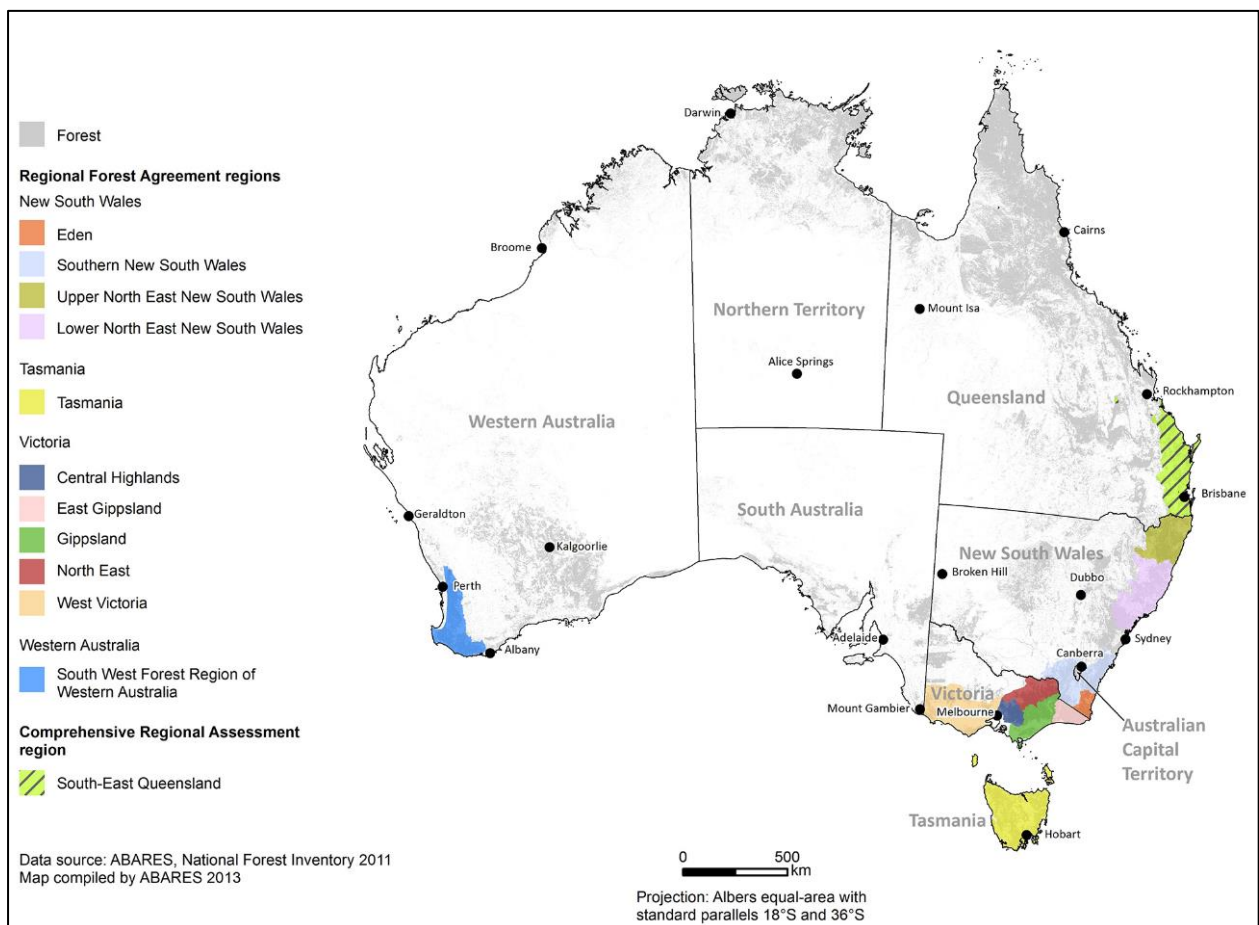 Forest
Regional Forest Agreement regions
New South Wales
Eden
Southern New South Wales
Upper North East New South Wales
Lower North East New South Wales
Tasmania
Tasmania
Victoria
Central Highlands
East Gippsland
Gippsland
North East
West Victoria
Western Australia
South West Forest Region of
Western Australia
Comprehensive Regional Assessment
region
South-East Queensland
Data source: ABARES, National Forest Inventory 2011
Map compiled by ABARES 2013
Darwin
Cairns
Broome
Northern Territory
Mount Isa
Alice Springs
Queensland
Rockhampton
Western Australia
Brisbane
South Australia
Geraldton
Kalgoorlie
New South Wales
Broken Hill
Dubbo
Perth
Adelaide
Sydney
Albany
Canberra
Victoria
Mount Gambier
Melbourne
Australian
Capital
Territory
Tasmania
Hobart
0 500
km
Projection: Albers equal-area with
standard parallels 18°S and 36°S